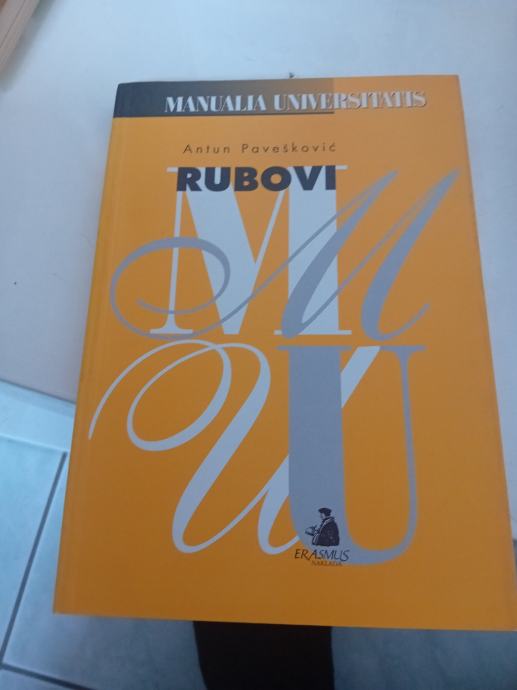 MANUALIA UNIVERSITATIS
Antun Pavešković
RUBOVI
M M
U U
ERASMUS
NAKLADA